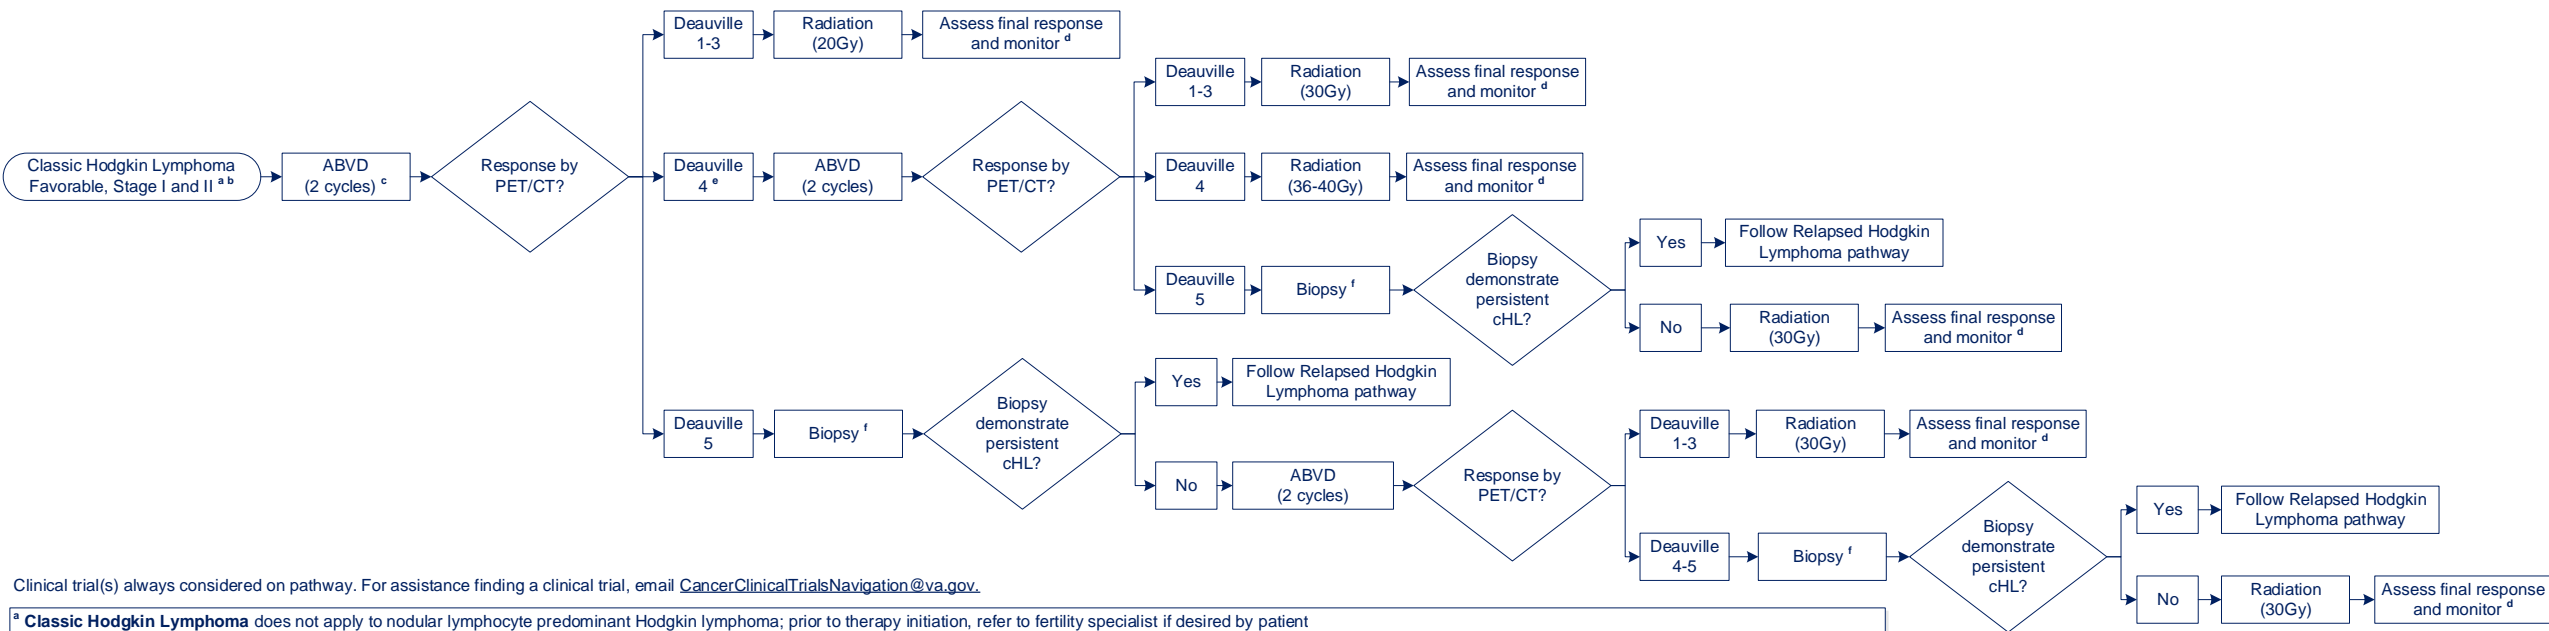 Classic Hodgkin Lymphoma
Favorable, Stage I and II a b
ABVD
(2 cycles) c
Response by
PET/CT?
Deauville
1-3
Radiation
(20Gy)
Assess final response
and monitor d
Deauville
4 e
ABVD
(2 cycles)
Response by
PET/CT?
Deauville
1-3
Radiation
(30Gy)
Assess final response
and monitor d
Deauville
4
Radiation
(36-40Gy)
Assess final response
and monitor d
Deauville
5
Biopsy f
Biopsy
demonstrate
persistent
cHL?
Yes
Follow Relapsed Hodgkin
Lymphoma pathway
No
Radiation
(30Gy)
Assess final response
and monitor d
Deauville
5
Biopsy f
Biopsy
demonstrate
persistent
cHL?
Yes
Follow Relapsed Hodgkin
Lymphoma pathway
No
ABVD
(2 cycles)
Response by
PET/CT?
Deauville
1-3
Radiation
(30Gy)
Assess final response
and monitor d
Deauville
4-5
Biopsy f
Biopsy
demonstrate
persistent
cHL?
Yes
Follow Relapsed Hodgkin
Lymphoma pathway
No
Radiation
(30Gy)
Assess final response
and monitor d
Clinical trial(s) always considered on pathway. For assistance finding a clinical trial, email CancerClinicalTrialsNavigation@va.gov.
a Classic Hodgkin Lymphoma does not apply to nodular lymphocyte predominant Hodgkin lymphoma; prior to therapy initiation, refer to fertility specialist if desired by patient